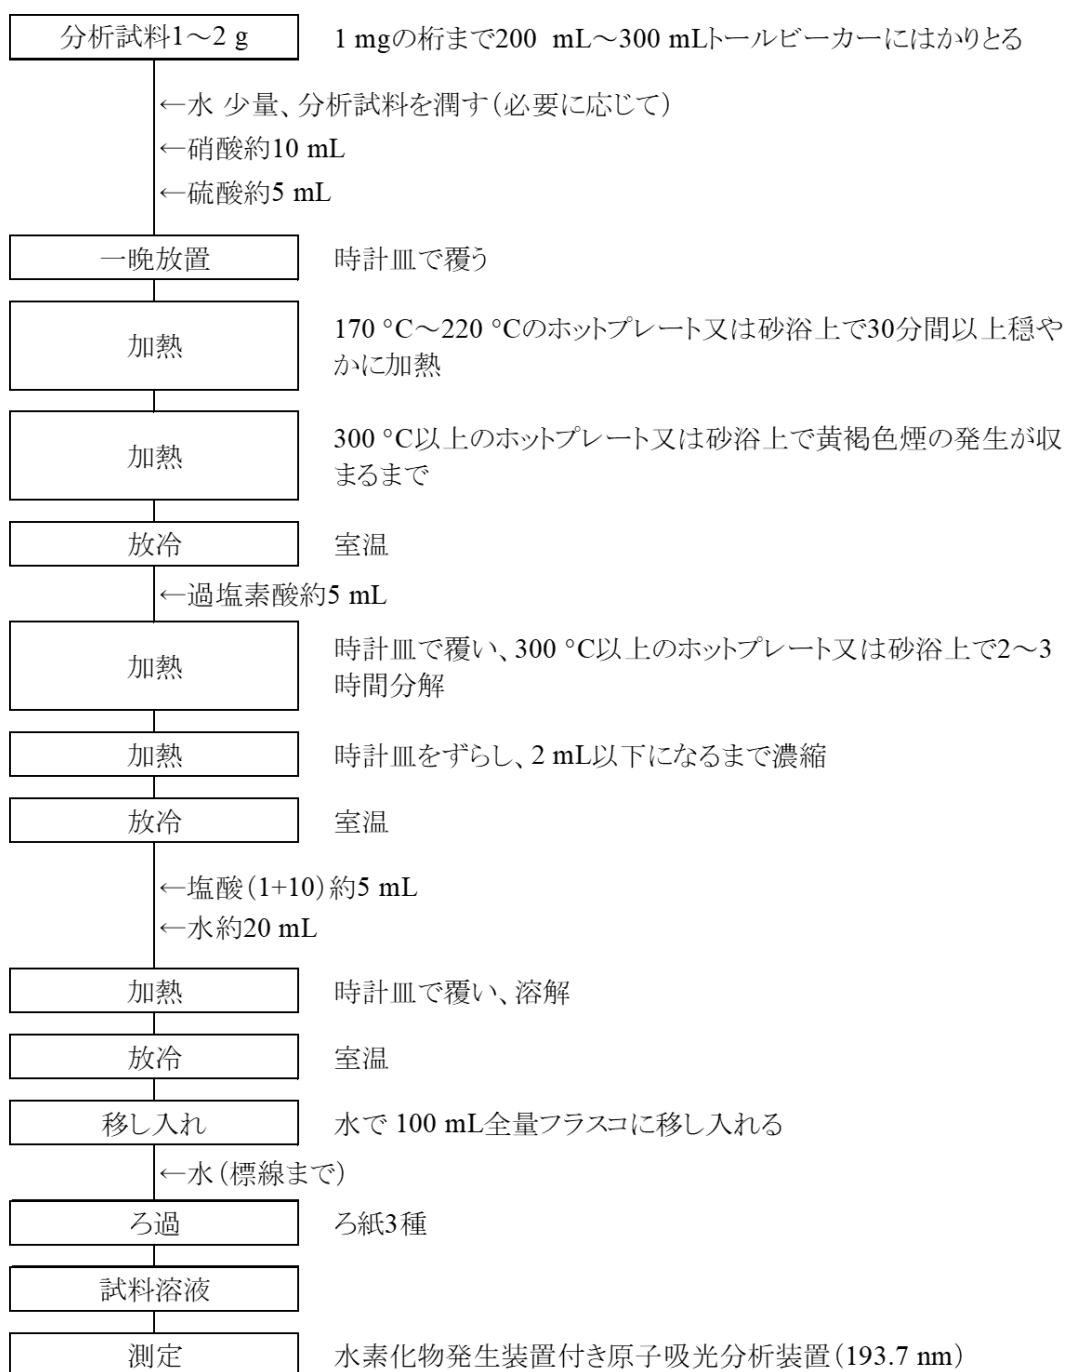 分析試料1～2 g
1 mgの桁まで200 mL～300 mLトールビーカーにはかりとる
←水 少量、分析試料を潤す（必要に応じて）
←硝酸約10 mL
←硫酸約5 mL
一晩放置
時計皿で覆う
加熱
170 °C～220 °Cのホットプレート又は砂浴上で30分間以上穏や
かに加熱
加熱
300 °C以上のホットプレート又は砂浴上で黄褐色煙の発生が収
まるまで
放冷
室温
←過塩素酸約5 mL
加熱
時計皿で覆い、300 °C以上のホットプレート又は砂浴上で2～3
時間分解
加熱
時計皿をずらし、2 mL以下になるまで濃縮
放冷
室温
←塩酸（1+10）約5 mL
←水約20 mL
加熱
時計皿で覆い、溶解
放冷
室温
移し入れ
水で 100 mL全量フラスコに移し入れる
←水（標線まで）
ろ過
ろ紙3種
試料溶液
測定
水素化物発生装置付き原子吸光分析装置（193.7 nm）